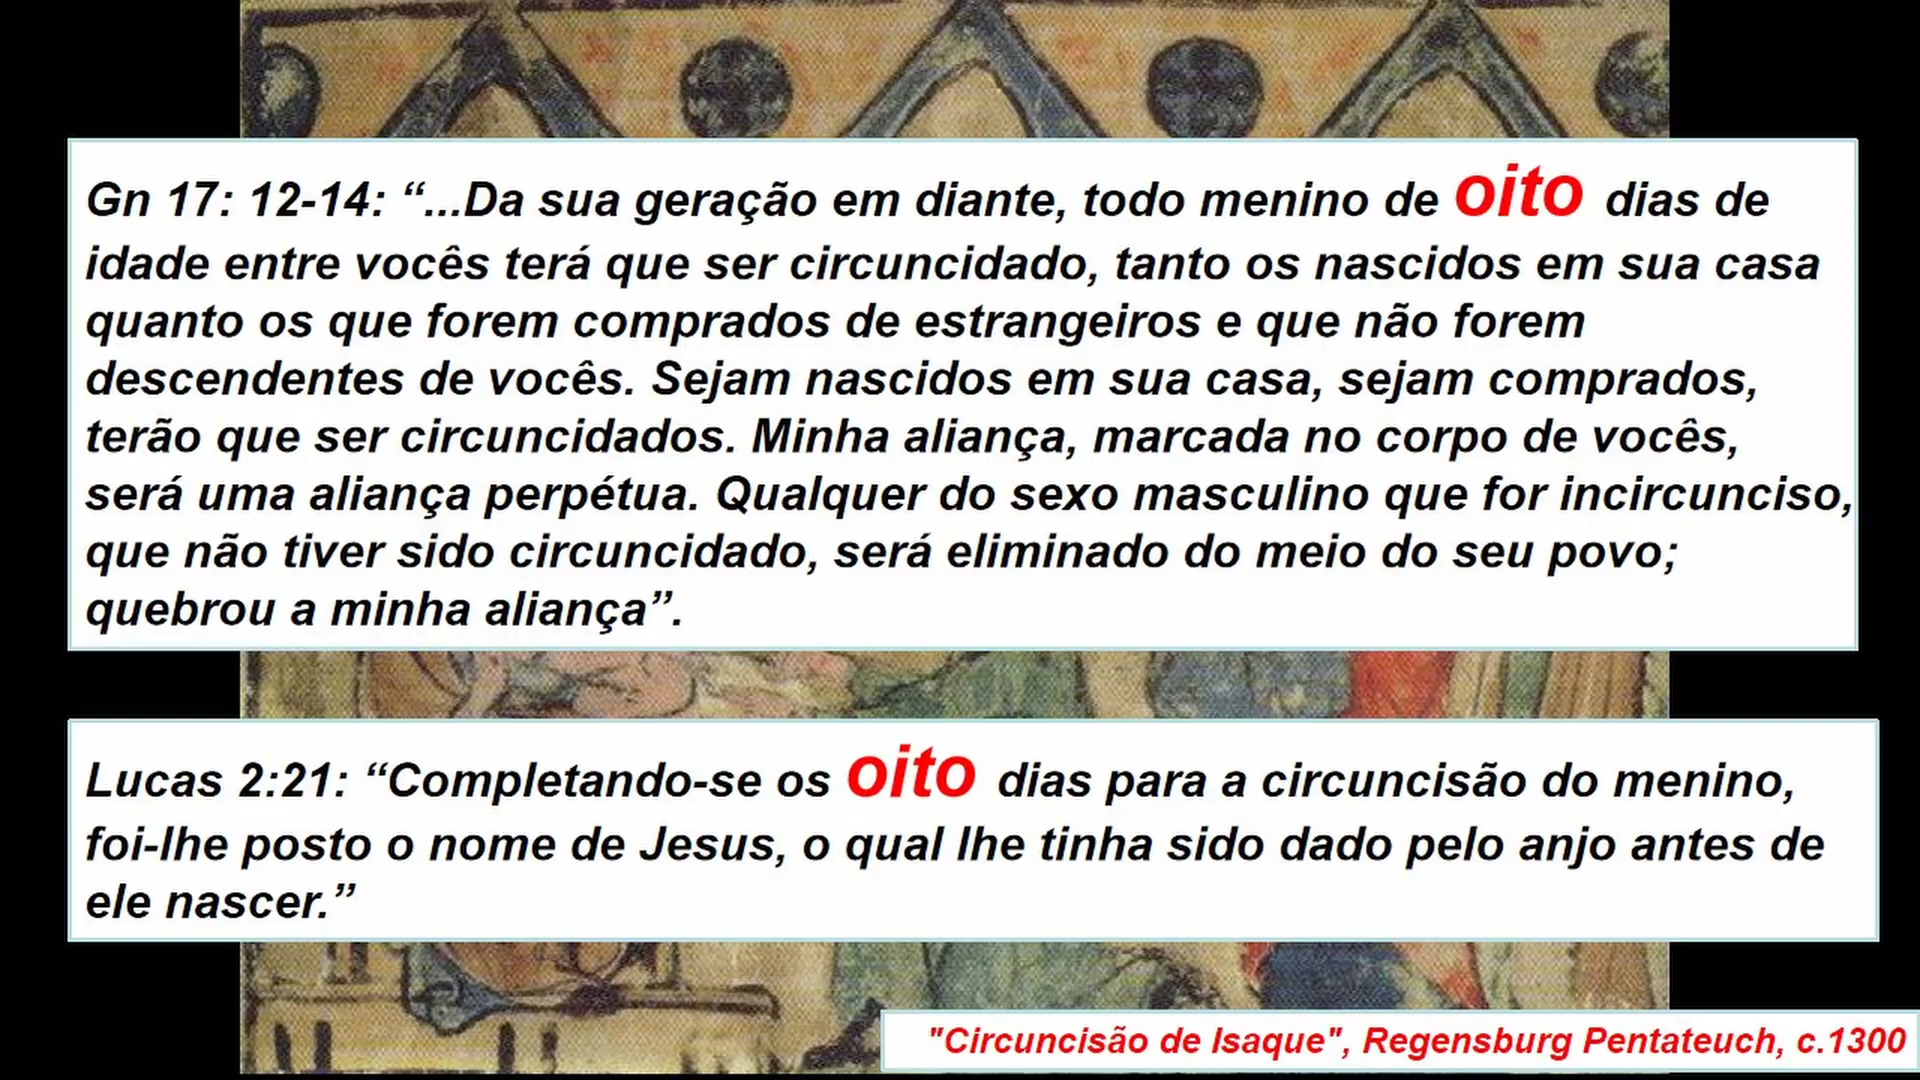 Gn 17: 12-14: “...Da sua geração em diante, todo menino de oito dias de
idade entre vocês terá que ser circuncidado, tanto os nascidos em sua casa
quanto os que forem comprados de estrangeiros e que não forem
descendentes de vocês. Sejam nascidos em sua casa, sejam comprados,
terão que ser circuncidados. Minha aliança, marcada no corpo de vocês,
será uma aliança perpétua. Qualquer do sexo masculino que for incircunciso,
que não tiver sido circuncidado, será eliminado do meio do seu povo;
quebrou a minha aliança”.
Lucas 2:21: “Completando-se os oito dias para a circuncisão do menino,
foi-lhe posto o nome de Jesus, o qual lhe tinha sido dado pelo anjo antes de
ele nascer.”
"Circuncisão de Isaque", Regensburg Pentateuch, c.1300